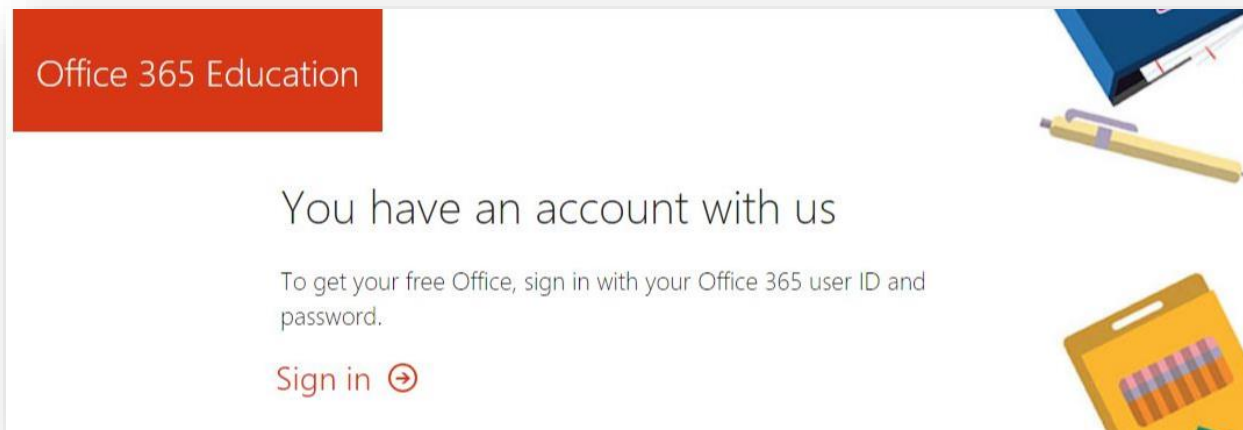 Office 365 Education
You have an account with us
To get your free Office, sign in with your Office 365 user ID and
password.
Sign in